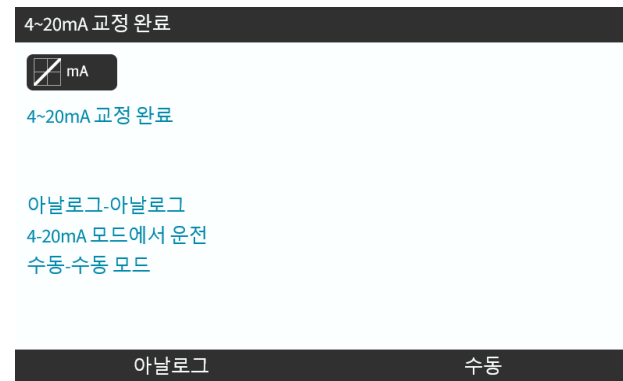 4~20mA 교정 완료
mA
4~20mA 교정 완료
아날로그-아날로그
4-20mA 모드에서 운전
수동-수동 모드
아날로그 수동